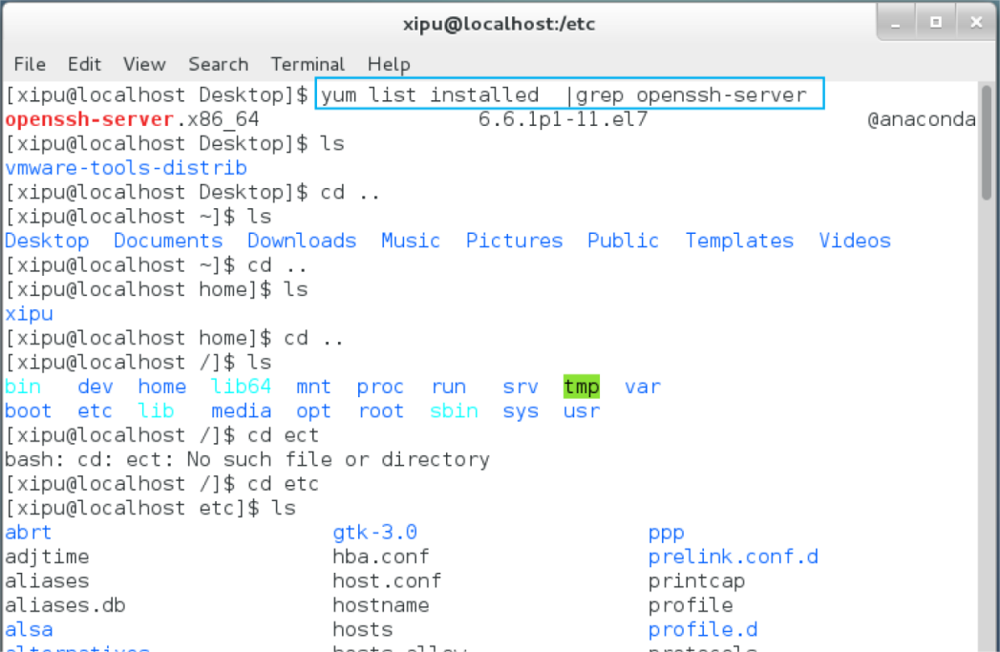 xipu@localhost:/etc
File Edit View Search Terminal Help
[xipu@localhost Desktop]$ yum list installed  |grep openssh-server
openssh-server.x86_64 6.6.1p1-11.el7 @anaconda
[xipu@localhost Desktop]$ ls
vmware-tools-distrib
[xipu@localhost Desktop]$ cd ..
[xipu@localhost ~]$ ls
Desktop Documents Downloads Music Pictures Public Templates Videos
[xipu@localhost ~]$ cd ..
[xipu@localhost home]$ ls
xipu
[xipu@localhost home]$ cd ..
[xipu@localhost /]$ ls
bin dev home lib64 mnt proc run srv tmp var
boot etc lib media opt root sbin sys usr
[xipu@localhost /]$ cd ect
bash: cd: ect: No such file or directory
[xipu@localhost /]$ cd etc
[xipu@localhost etc]$ ls
abrt gtk-3.0 ppp
adjtime hba.conf prelink.conf.d
aliases host.conf printcap
aliases.db hostname profile
alsa hosts profile.d